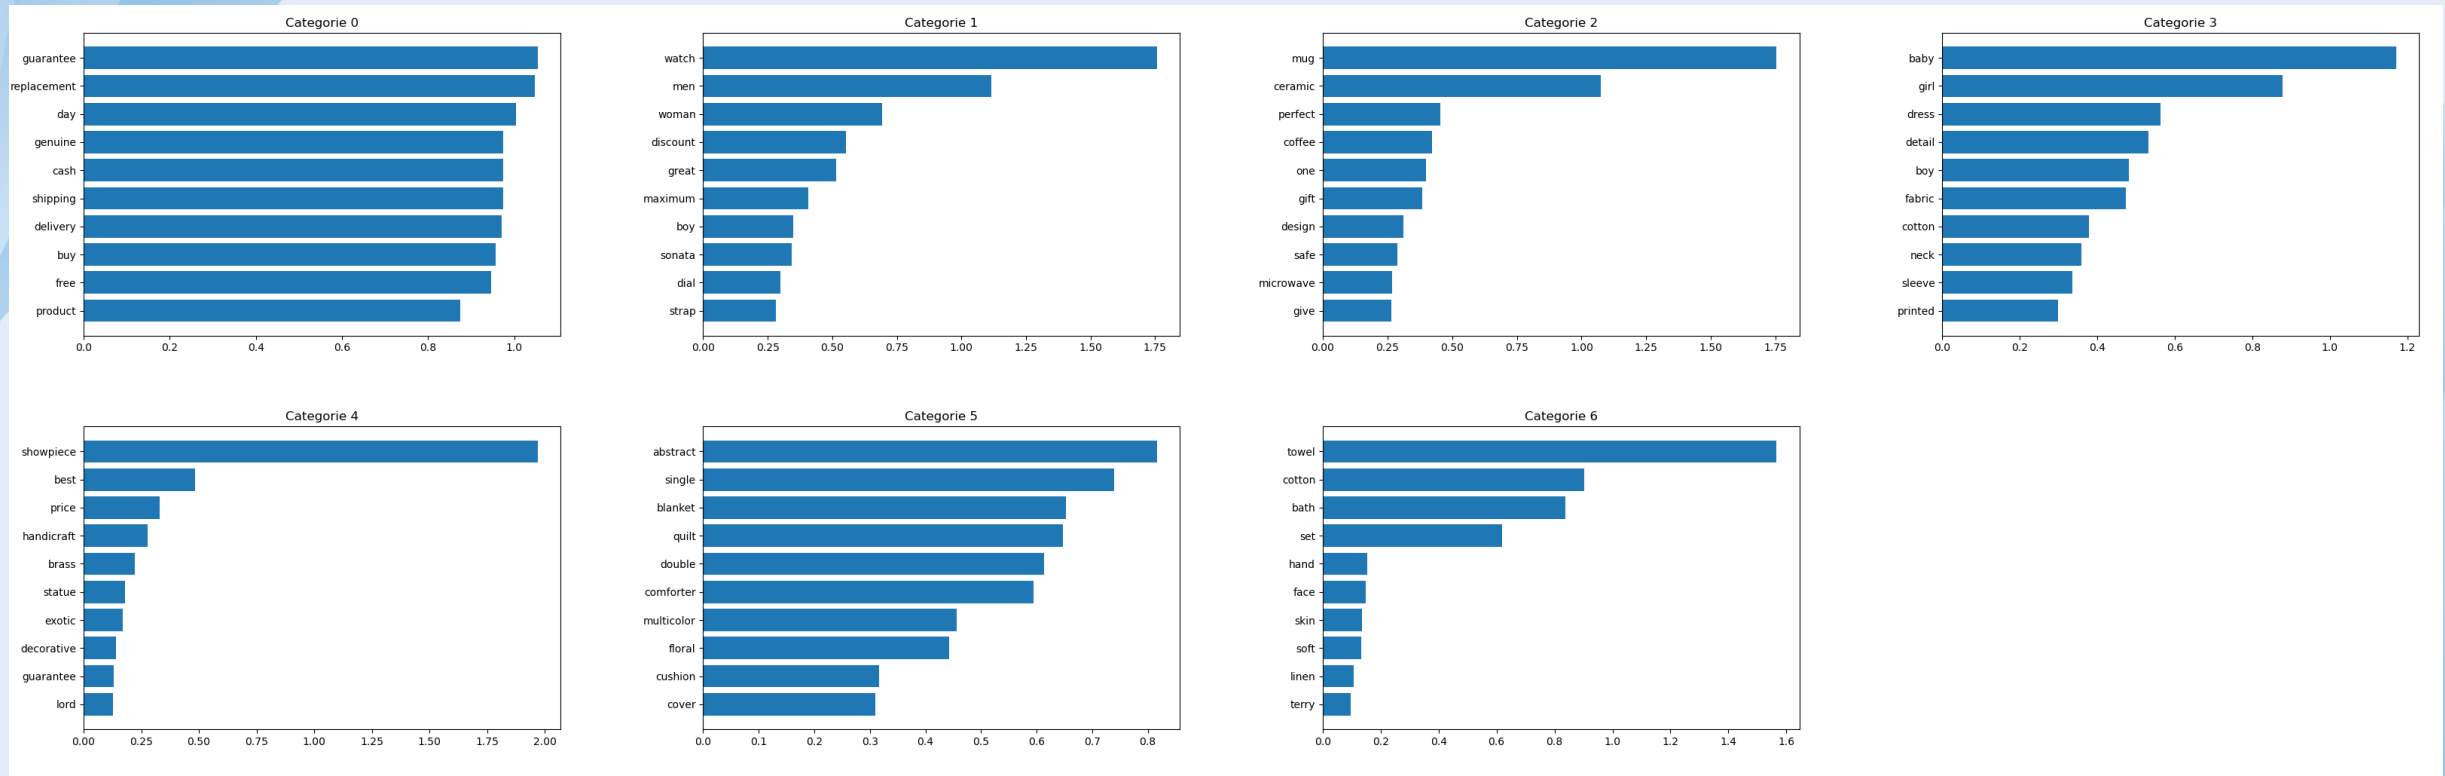 Categorie 0
guarantee
replacement
day
genuine
cash
shipping
delivery
buy
free
product
0.0 0.2 0.4 0.6 0.8 1.0
Categorie 1
watch
men
woman
discount
great
maximum
boy
sonata
dial
strap
0.00 0.25 0.50 0.75 1.00 1.25 1.50 1.75
Categorie 2
mug
ceramic
perfect
coffee
one
gift
design
safe
microwave
give
0.00 0.25 0.50 0.75 1.00 1.25 1.50 1.75
Categorie 3
baby
girl
dress
detail
boy
fabric
cotton
neck
sleeve
printed
0.0 0.2 0.4 0.6 0.8 1.0 1.2
Categorie 4
showpiece
best
price
handicraft
brass
statue
exotic
decorative
guarantee
lord
0.00 0.25 0.50 0.75 1.00 1.25 1.50 1.75 2.00
Categorie 5
abstract
single
blanket
quilt
double
comforter
multicolor
floral
cushion
cover
0.0 0.1 0.2 0.3 0.4 0.5 0.6 0.7 0.8
Categorie 6
towel
cotton
bath
set
hand
face
skin
soft
linen
terry
0.0 0.2 0.4 0.6 0.8 1.0 1.2 1.4 1.6